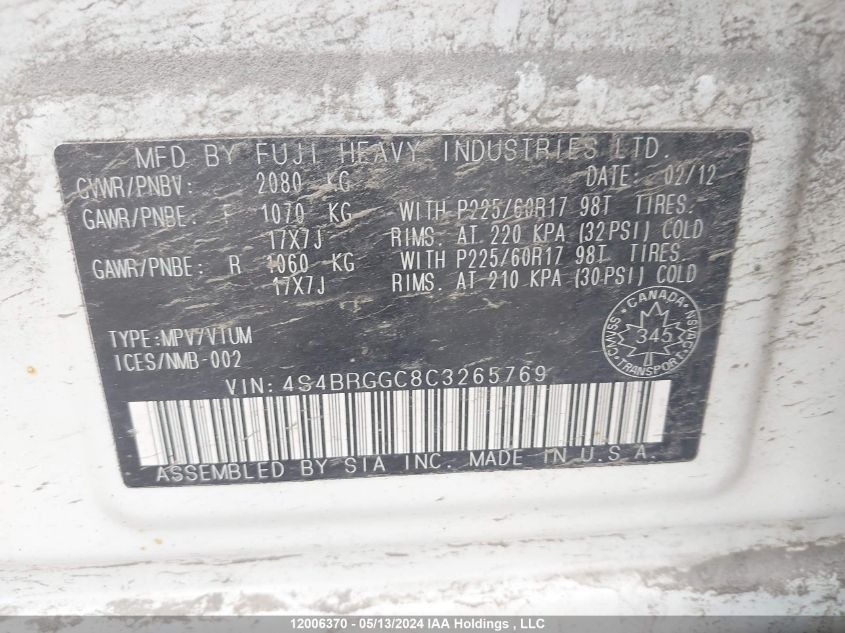 MFD BY FUJI HEAVY INDUSTRIES LTD.
GVWR/PNBV: 2080 KG DATE: 02/12
GAWR/PNBE: F 1070 KG WITH P225/60R17 98T TIRES.
17X7J RIMS. AT 220 KPA (32PSI) COLD
GAWR/PNBE: R 1060 KG WITH P225/60R17 98T TIRES.
17X7J RIMS. AT 210 KPA (30PSI) COLD
TYPE:MPV/VTUM
ICES/NMB-002
CANADA
CMVSS NSVAC
345
TRANSPORT
VIN: 4S4BRGGC8C3265769
ASSEMBLED BY SIA INC. MADE IN U.S.A.
12006370 - 05/13/2024 IAA Holdings , LLC